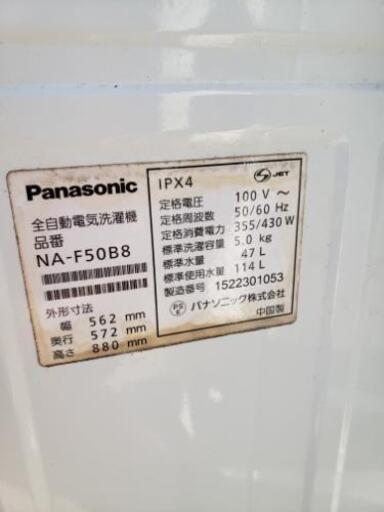 Panasonic
全自動電気洗濯機
品番
NA-F50B8
外形寸法
幅 562 mm
奥行 572 mm
高さ 880 mm
IPX4
JET
定格電圧 100 V ～
定格周波数 50/60 Hz
定格消費電力 355/430 W
標準洗濯容量 5.0 kg
標準水量 47 L
標準使用水量 114 L
製造番号 1522301053
PS E パナソニック株式会社
中国製